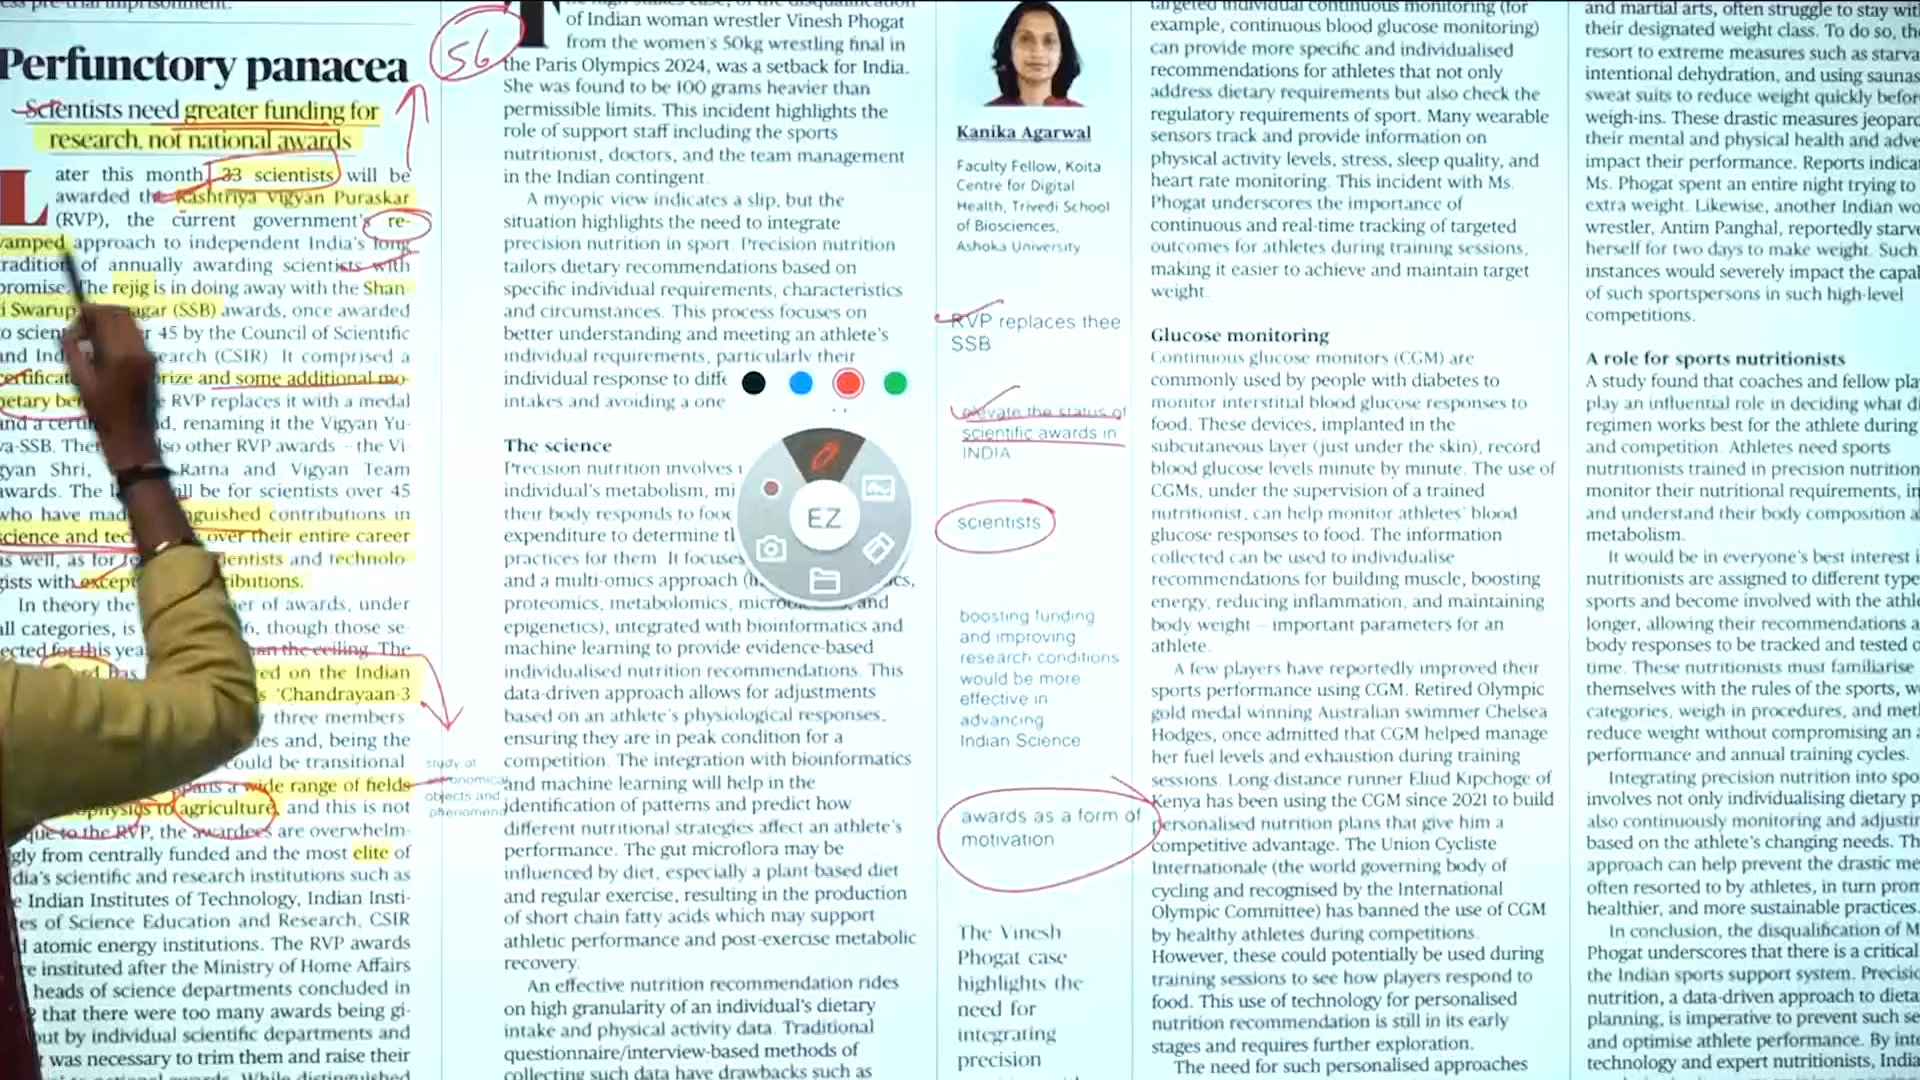 Perfunctory panacea
Scientists need greater funding for
research, not national awards
Later this month 33 scientists will be
awarded the Rashtriya Vigyan Puraskar
(RVP), the current government's re-
vamped approach to independent India's long
tradition of annually awarding scientists with
promise. The rejig is in doing away with the Shan-
Swarup (SSB) awards, once awarded
45 by the Council of Scientific
and (CSIR) It comprised a
and some additional mo-
RVP replaces it with a medal
renaming it the Vigyan Yu-
va-SSB. also other RVP awards – the Vi
gyan Shri, Ratna and Vigyan Team
awards. The will be for scientists over 45
who have contributions in
science and over their entire career
as well, as for
gists with
In theory the of awards, under
all categories, is though those se-
lected for this the ceiling. The
on the Indian
'Chandrayaan-3
three members
and, being the
could be transitional
a wide range of fields
to agriculture, and this is not
to the RVP, the awardees are overwhelm-
from centrally funded and the most elite of
scientific and research institutions such as
Indian Institutes of Technology, Indian Insti-
of Science Education and Research, CSIR
atomic energy institutions. The RVP awards
instituted after the Ministry of Home Affairs
heads of science departments concluded in
that there were too many awards being gi-
by individual scientific departments and
was necessary to trim them and raise their
56
study of
objects and
phenomena
of Indian woman wrestler Vinesh Phogat
from the women's 50kg wrestling final in
the Paris Olympics 2024, was a setback for India.
She was found to be 100 grams heavier than
permissible limits. This incident highlights the
role of support staff including the sports
nutritionist, doctors, and the team management
in the Indian contingent.
A myopic view indicates a slip, but the
situation highlights the need to integrate
precision nutrition in sport. Precision nutrition
tailors dietary recommendations based on
specific individual requirements, characteristics
and circumstances. This process focuses on
better understanding and meeting an athlete's
individual requirements, particularly their
individual response to
intakes and avoiding a one
The science
Precision nutrition involves
individual's metabolism,
their body responds to
expenditure to determine
practices for them. It focuses
and a multi-omics approach
proteomics, metabolomics, and
epigenetics), integrated with bioinformatics and
machine learning to provide evidence-based
individualised nutrition recommendations. This
data-driven approach allows for adjustments
based on an athlete's physiological responses,
ensuring they are in peak condition for a
competition. The integration with bioinformatics
and machine learning will help in the
identification of patterns and predict how
different nutritional strategies affect an athlete's
performance. The gut microflora may be
influenced by diet, especially a plant-based diet
and regular exercise, resulting in the production
of short chain fatty acids which may support
athletic performance and post-exercise metabolic
recovery.
An effective nutrition recommendation rides
on high granularity of an individual's dietary
intake and physical activity data. Traditional
questionnaire/interview-based methods of
collecting such data have drawbacks such as
EZ
Kanika Agarwal
Faculty Fellow, Koita
Centre for Digital
Health, Trivedi School
of Biosciences,
Ashoka University
RVP replaces thee
SSB
elevate the status of
scientific awards in
INDIA
scientists
boosting funding
and improving
research conditions
would be more
effective in
advancing
Indian Science
awards as a form of
motivation
The Vinesh
Phogat case
highlights the
need for
integrating
precision
targeted individual continuous monitoring (for
example, continuous blood glucose monitoring)
can provide more specific and individualised
recommendations for athletes that not only
address dietary requirements but also check the
regulatory requirements of sport. Many wearable
sensors track and provide information on
physical activity levels, stress, sleep quality, and
heart rate monitoring. This incident with Ms.
Phogat underscores the importance of
continuous and real-time tracking of targeted
outcomes for athletes during training sessions,
making it easier to achieve and maintain target
weight.
Glucose monitoring
Continuous glucose monitors (CGM) are
commonly used by people with diabetes to
monitor interstitial blood glucose responses to
food. These devices, implanted in the
subcutaneous layer (just under the skin), record
blood glucose levels minute by minute. The use of
CGMs, under the supervision of a trained
nutritionist, can help monitor athletes' blood
glucose responses to food. The information
collected can be used to individualise
recommendations for building muscle, boosting
energy, reducing inflammation, and maintaining
body weight – important parameters for an
athlete.
A few players have reportedly improved their
sports performance using CGM. Retired Olympic
gold medal winning Australian swimmer Chelsea
Hodges, once admitted that CGM helped manage
her fuel levels and exhaustion during training
sessions. Long-distance runner Eliud Kipchoge of
Kenya has been using the CGM since 2021 to build
personalised nutrition plans that give him a
competitive advantage. The Union Cycliste
Internationale (the world governing body of
cycling and recognised by the International
Olympic Committee) has banned the use of CGM
by healthy athletes during competitions.
However, these could potentially be used during
training sessions to see how players respond to
food. This use of technology for personalised
nutrition recommendation is still in its early
stages and requires further exploration.
The need for such personalised approaches
and martial arts, often struggle to stay
their designated weight class. To do so,
resort to extreme measures such as
intentional dehydration, and using saunas
sweat suits to reduce weight quickly
weigh-ins. These drastic measures
their mental and physical health and
impact their performance. Reports
Ms. Phogat spent an entire night trying to
extra weight. Likewise, another Indian
wrestler, Antim Panghal, reportedly
herself for two days to make weight. Such
instances would severely impact the
of such sportspersons in such high-level
competitions.
A role for sports nutritionists
A study found that coaches and fellow
play an influential role in deciding what
regimen works best for the athlete during
and competition. Athletes need sports
nutritionists trained in precision nutrition
monitor their nutritional requirements,
and understand their body composition
metabolism.
It would be in everyone's best interest
nutritionists are assigned to different
sports and become involved with the
longer, allowing their recommendations
body responses to be tracked and tested
time. These nutritionists must familiarise
themselves with the rules of the sports,
categories, weigh-in procedures, and
reduce weight without compromising
performance and annual training cycles.
Integrating precision nutrition into
involves not only individualising dietary
also continuously monitoring and
based on the athlete's changing needs.
approach can help prevent the drastic
often resorted to by athletes, in turn
healthier, and more sustainable practices.
In conclusion, the disqualification of
Phogat underscores that there is a critical
the Indian sports support system.
nutrition, a data-driven approach to
planning, is imperative to prevent such
and optimise athlete performance. By
technology and expert nutritionists,